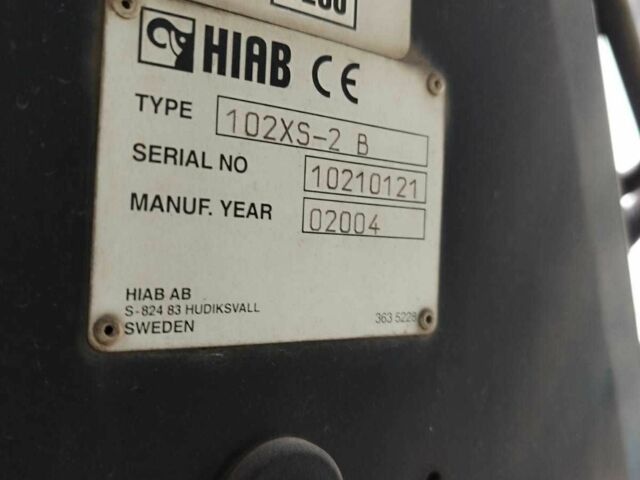 HIAB CE
TYPE 102XS-2 B
SERIAL NO 10210121
MANUF. YEAR 02004
HIAB AB
S-824 83 HUDIKSVALL
SWEDEN
363 5228